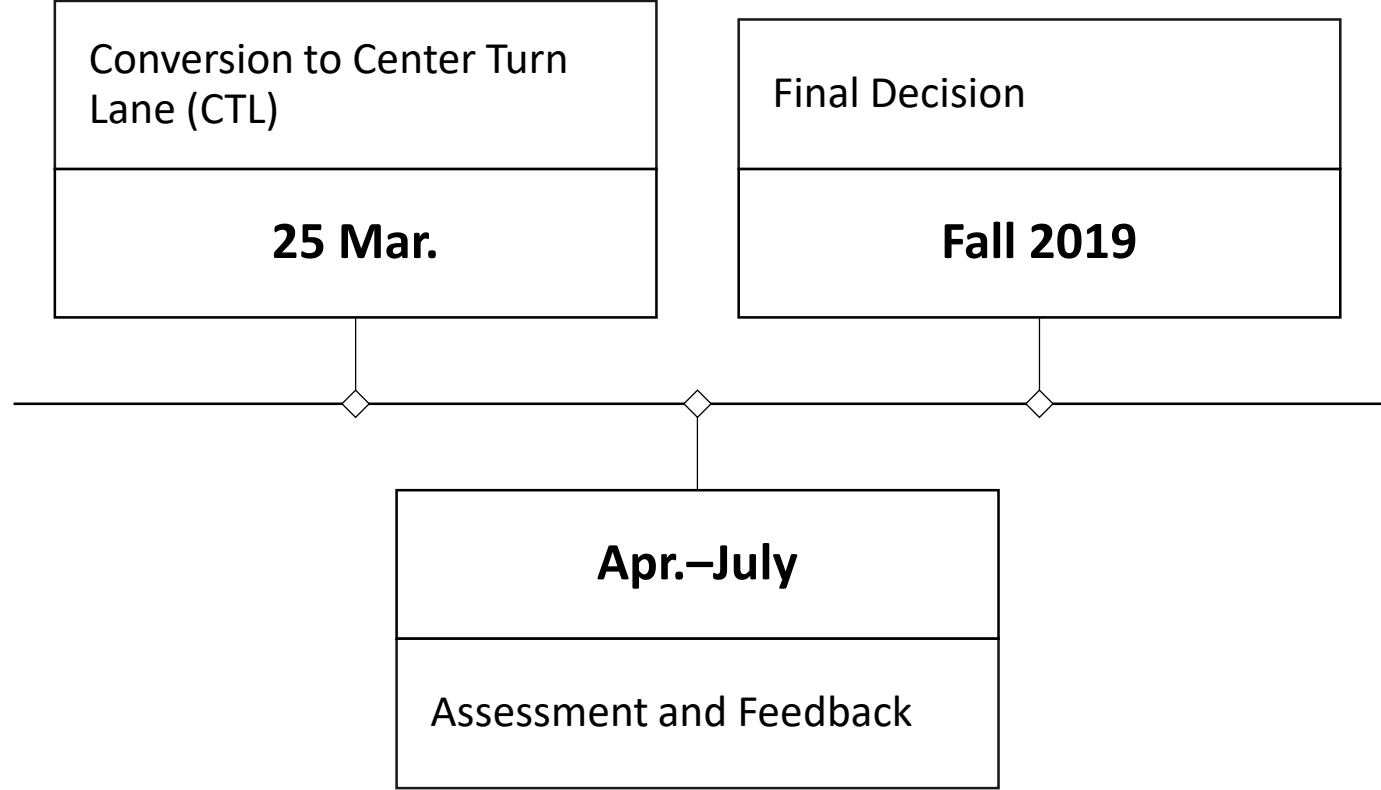 Conversion to Center Turn
Lane (CTL)
25 Mar.
Final Decision
Fall 2019
Apr.–July
Assessment and Feedback